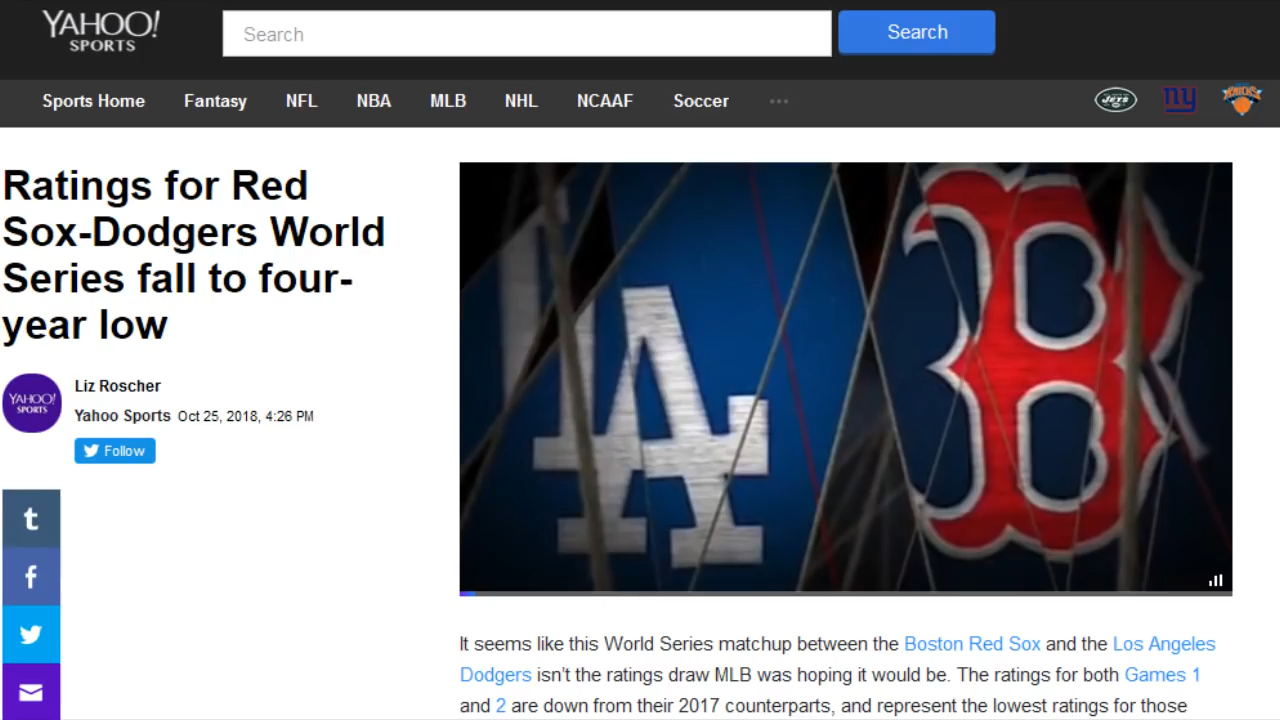 YAHOO!
SPORTS
Search
Search
Sports Home Fantasy NFL NBA MLB NHL NCAAF Soccer ...
JETS ny KNICKS
Ratings for Red
Sox-Dodgers World
Series fall to four-
year low
YAHOO!
SPORTS
Liz Roscher
Yahoo Sports Oct 25, 2018, 4:26 PM
Follow
t
f
LA
B
It seems like this World Series matchup between the Boston Red Sox and the Los Angeles
Dodgers isn't the ratings draw MLB was hoping it would be. The ratings for both Games 1
and 2 are down from their 2017 counterparts, and represent the lowest ratings for those